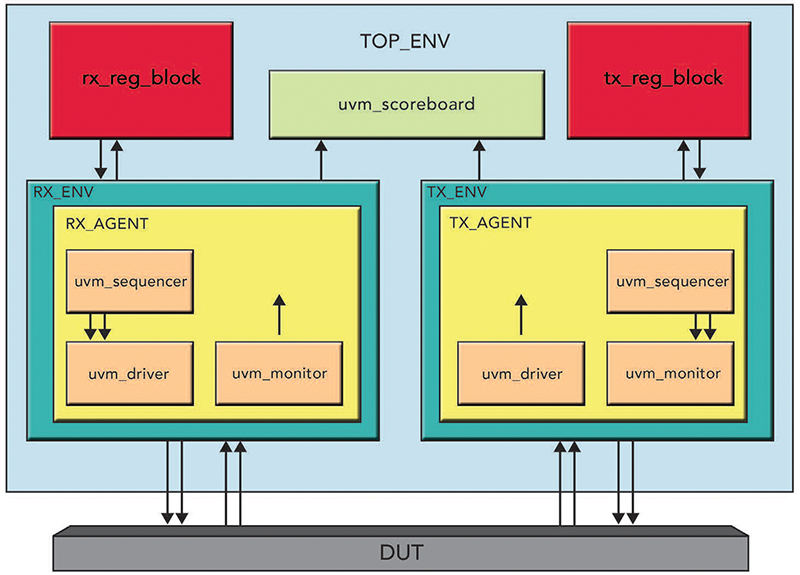 TOP_ENV
rx_reg_block
uvm_scoreboard
tx_reg_block
RX_ENV
RX_AGENT
uvm_sequencer
uvm_driver
uvm_monitor
TX_ENV
TX_AGENT
uvm_sequencer
uvm_driver
uvm_monitor
DUT